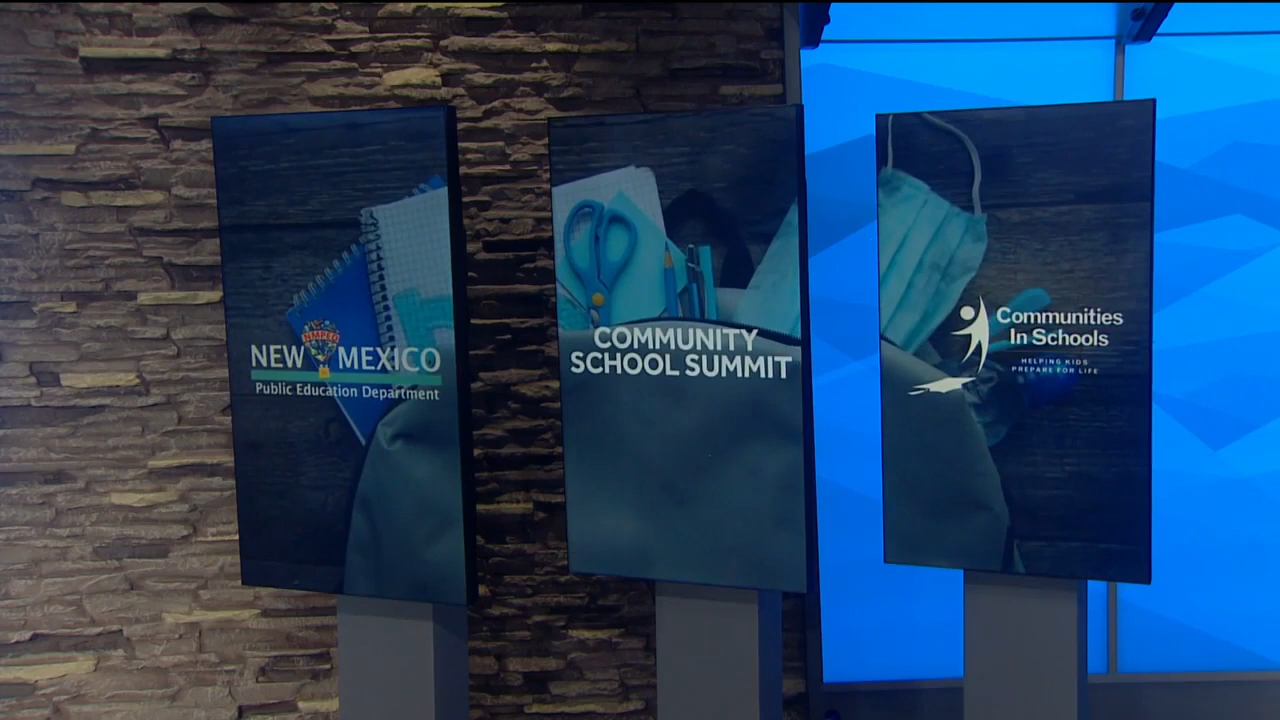 NMPED
NEW MEXICO
Public Education Department
COMMUNITY
SCHOOL SUMMIT
Communities
In Schools
HELPING KIDS
PREPARE FOR LIFE